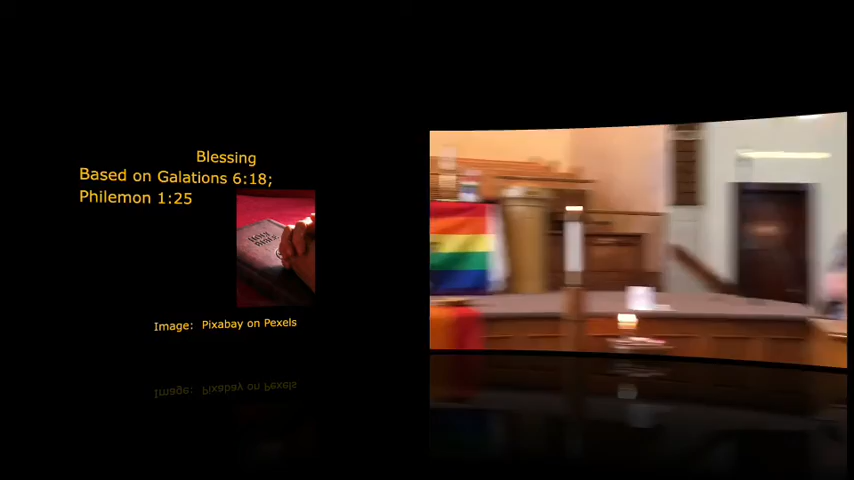 Blessing
Based on Galations 6:18;
Philemon 1:25
HOLY BIBLE
Image: Pixabay on Pexels